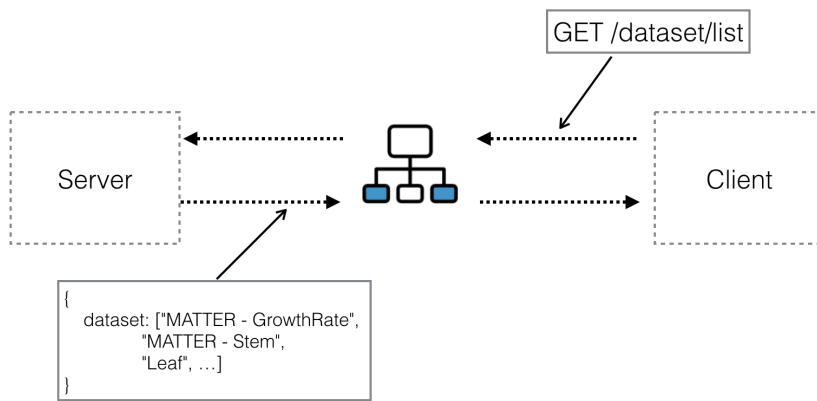 GET /dataset/list
Server
Client
{
dataset: ["MATTER - GrowthRate",
"MATTER - Stem",
"Leaf", …]
}